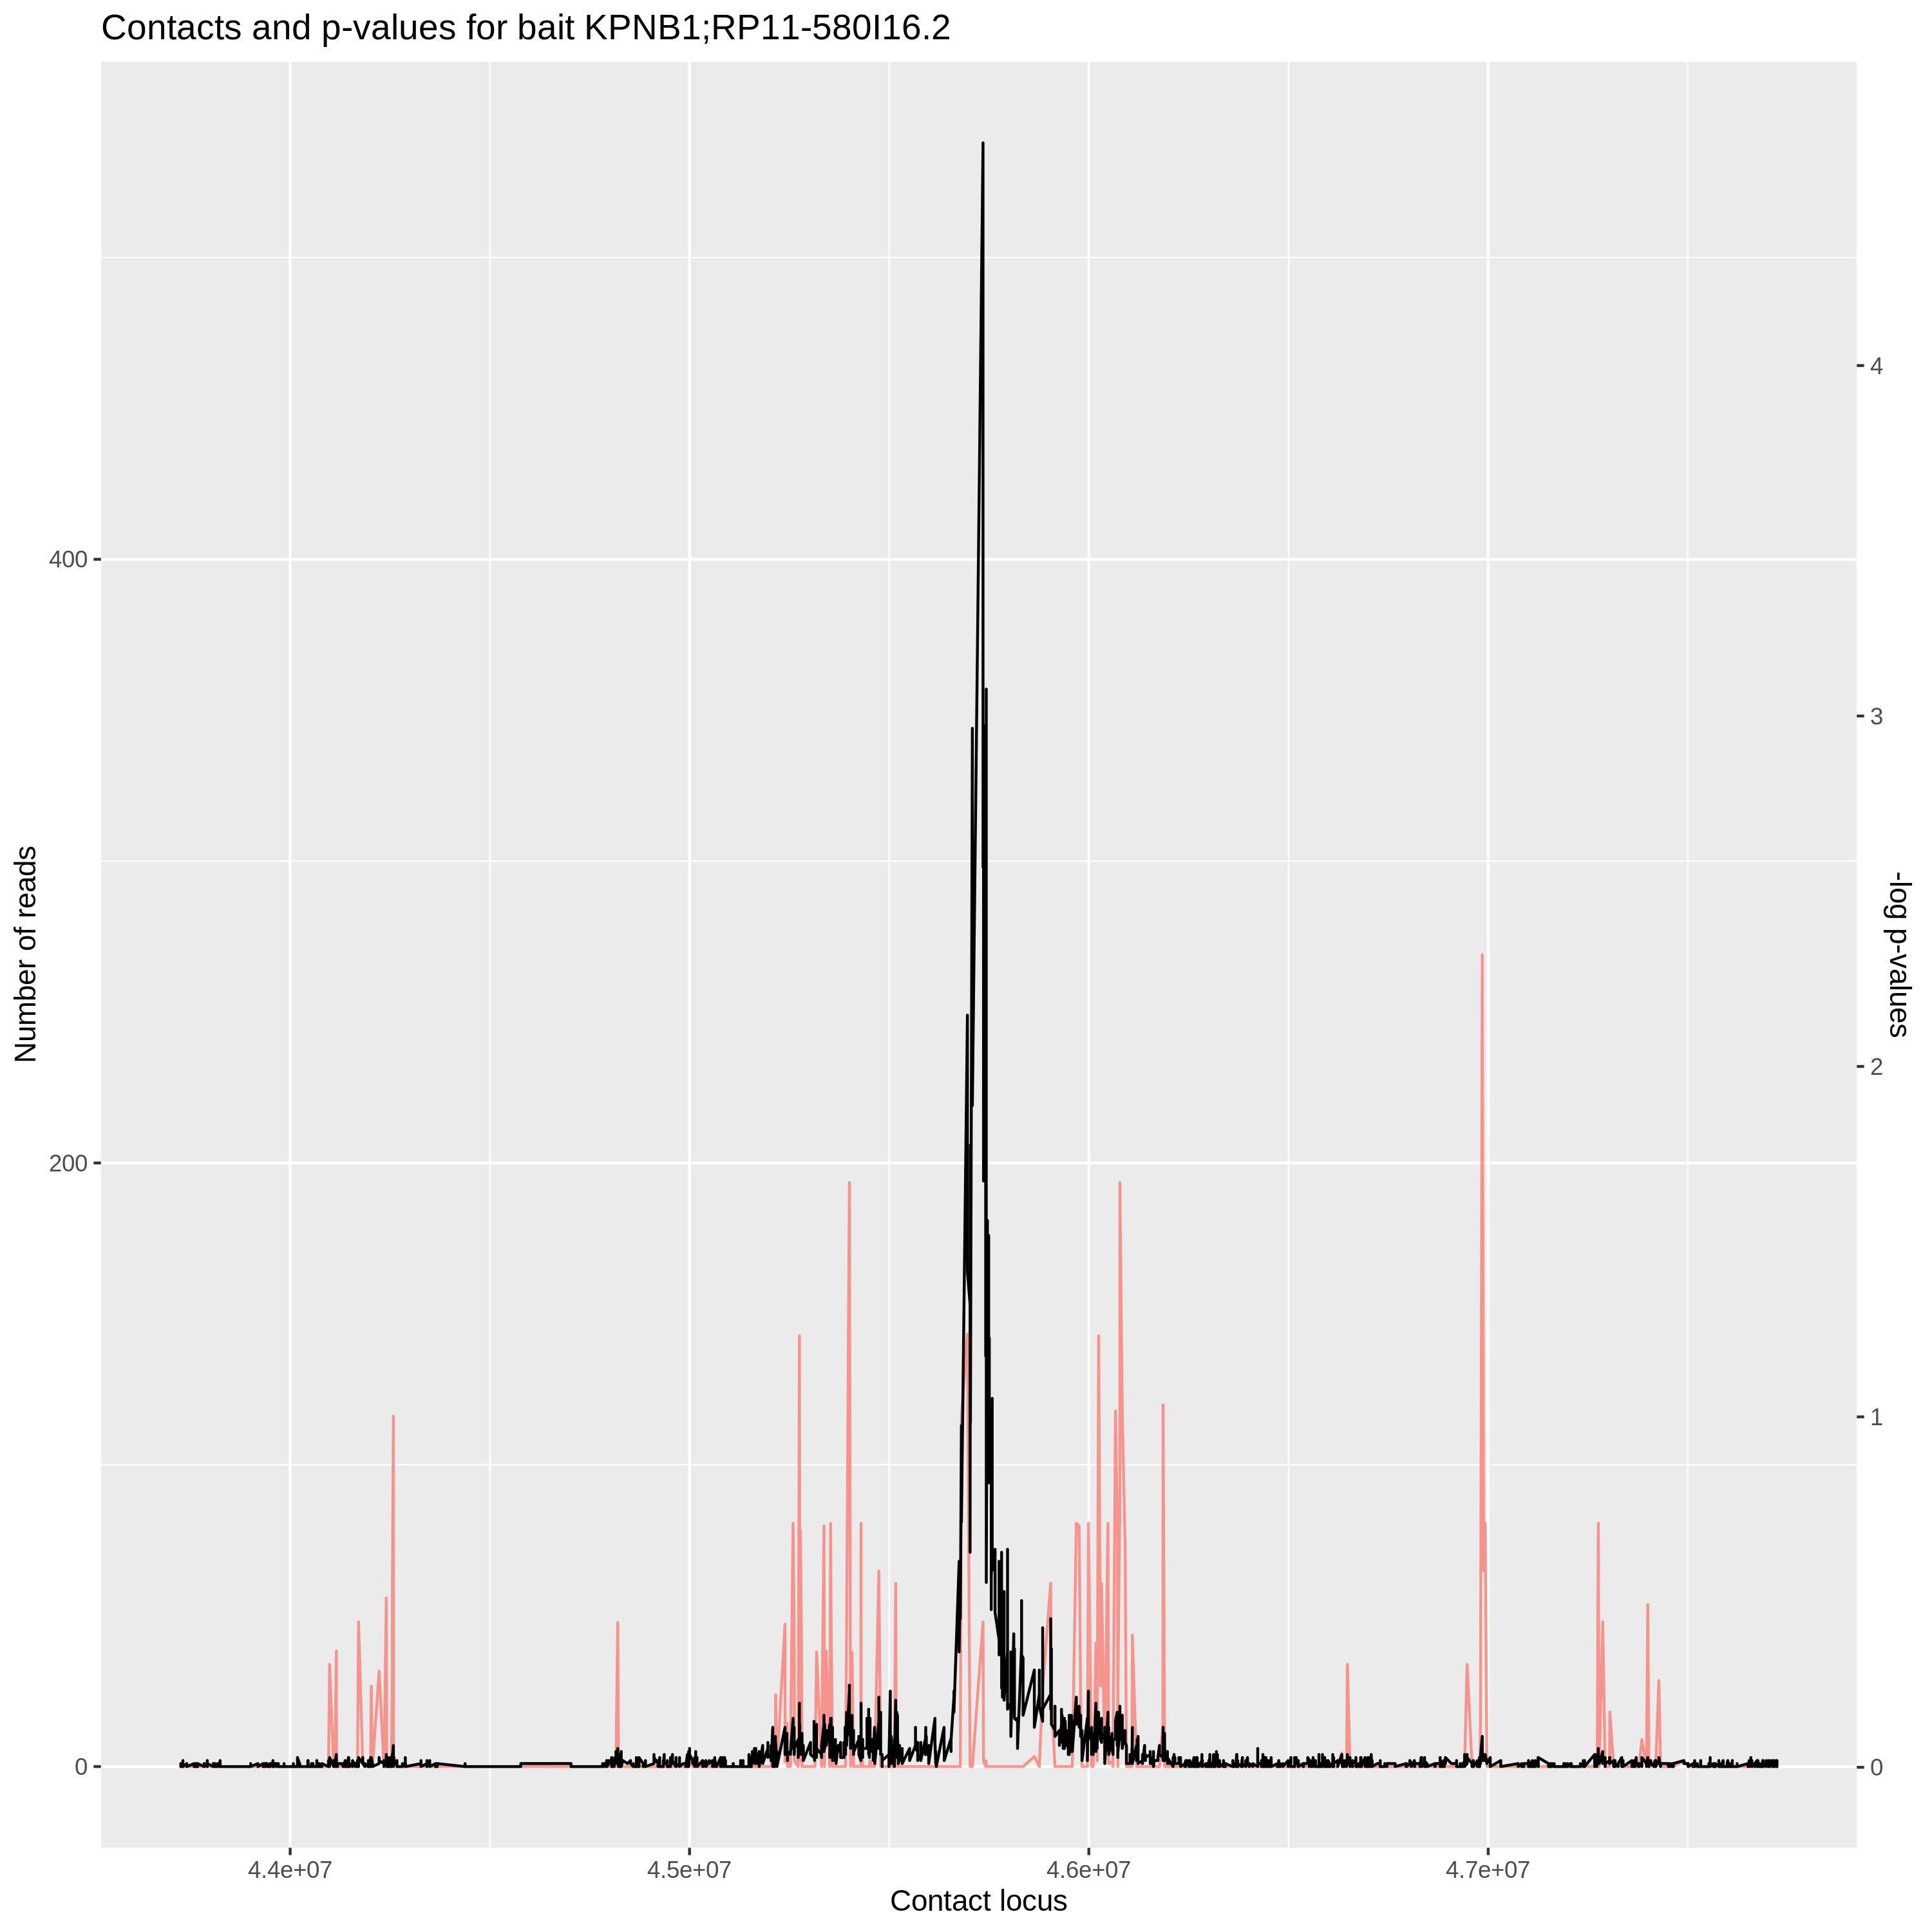 Contacts and p-values for bait KPNB1;RP11-580I16.2
Number of reads
400
200
0
4
3
2
1
0
-log p-values
4.4e+07
4.5e+07
4.6e+07
4.7e+07
Contact locus